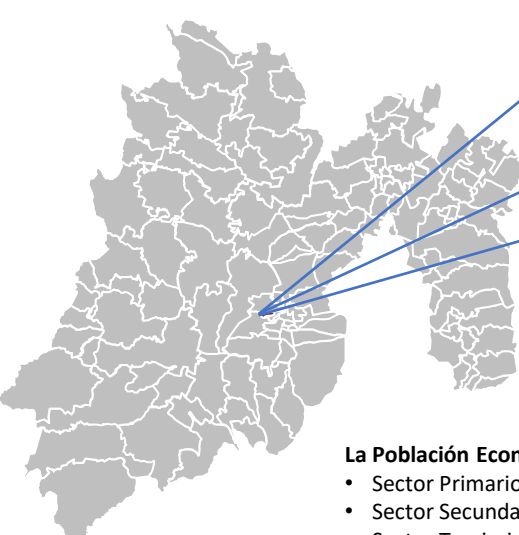 La Población Econ
• Sector Primario
• Sector Secunda